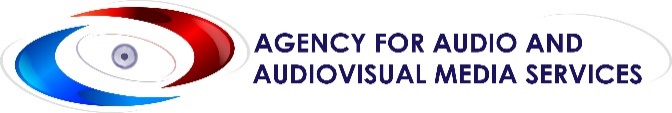 AGENCY FOR AUDIO AND
AUDIOVISUAL MEDIA SERVICES